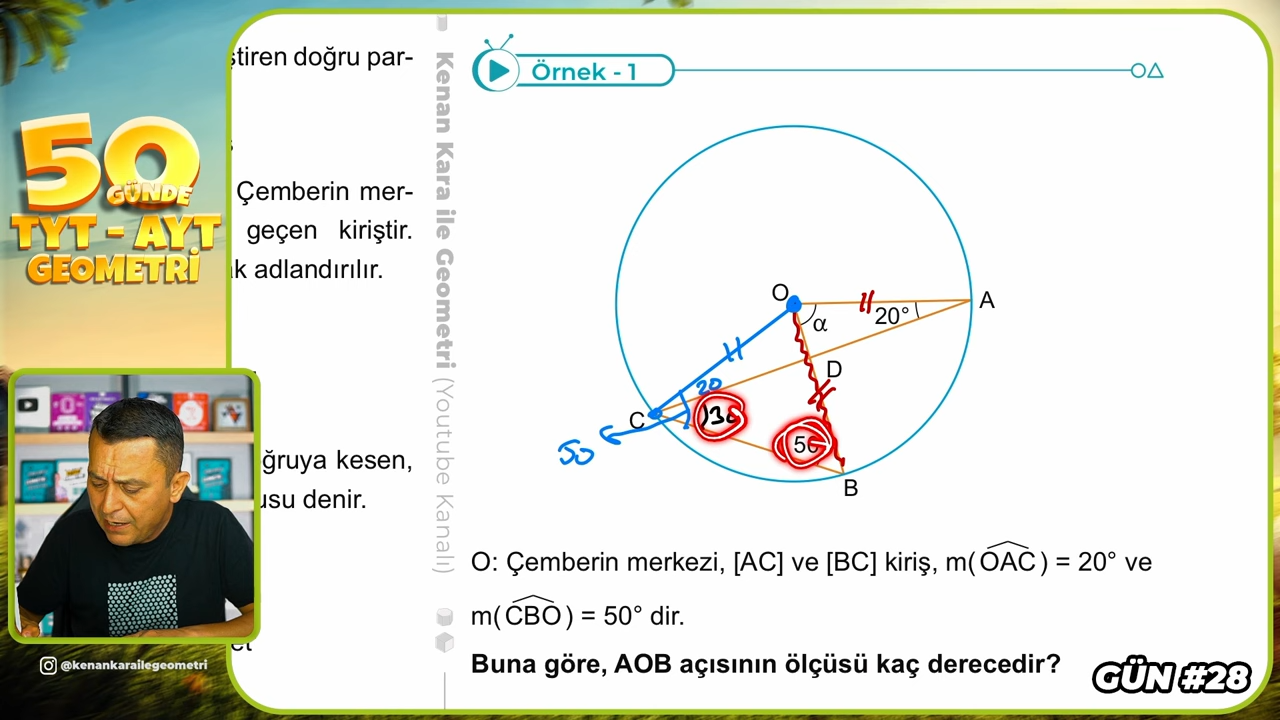 50
GÜNDE
TYT - AYT
GEOMETRİ
ştiren doğru par-
Çemberin mer-
geçen kiriştir.
ık adlandırılır.
ğruya kesen,
usu denir.
@kenankarailegeometri
Kenan Kara ile Geometri (Youtube Kanalı)
Örnek - 1
O
A
20°
α
D
20
C
130
50
50
B
O: Çemberin merkezi, [AC] ve [BC] kiriş, m(OAC) = 20° ve
m(CBO) = 50° dir.
Buna göre, AOB açısının ölçüsü kaç derecedir?
GÜN #28